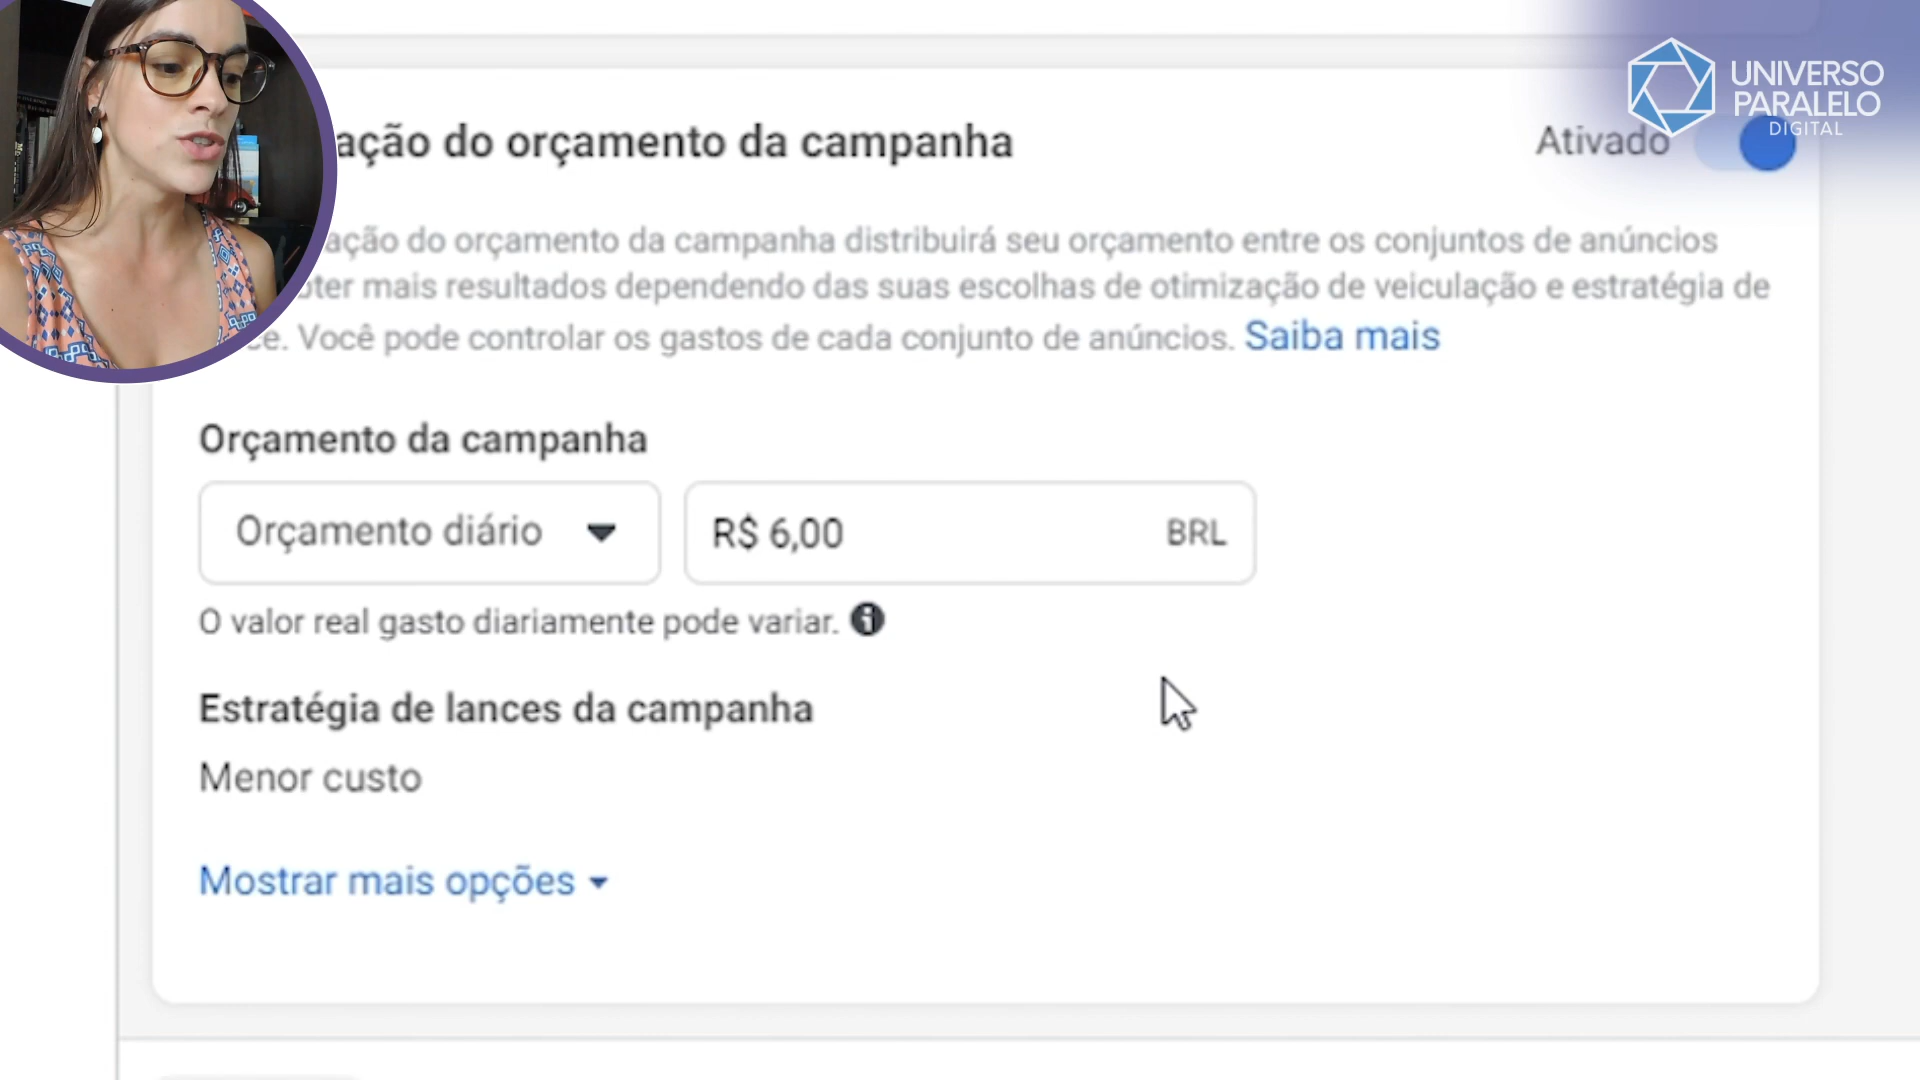 UNIVERSO
PARALELO
DIGITAL
ação do orçamento da campanha
Ativado
ação do orçamento da campanha distribuirá seu orçamento entre os conjuntos de anúncios
ter mais resultados dependendo das suas escolhas de otimização de veiculação e estratégia de
ce. Você pode controlar os gastos de cada conjunto de anúncios. Saiba mais
Orçamento da campanha
Orçamento diário
R$ 6,00
BRL
O valor real gasto diariamente pode variar.
Estratégia de lances da campanha
Menor custo
Mostrar mais opções